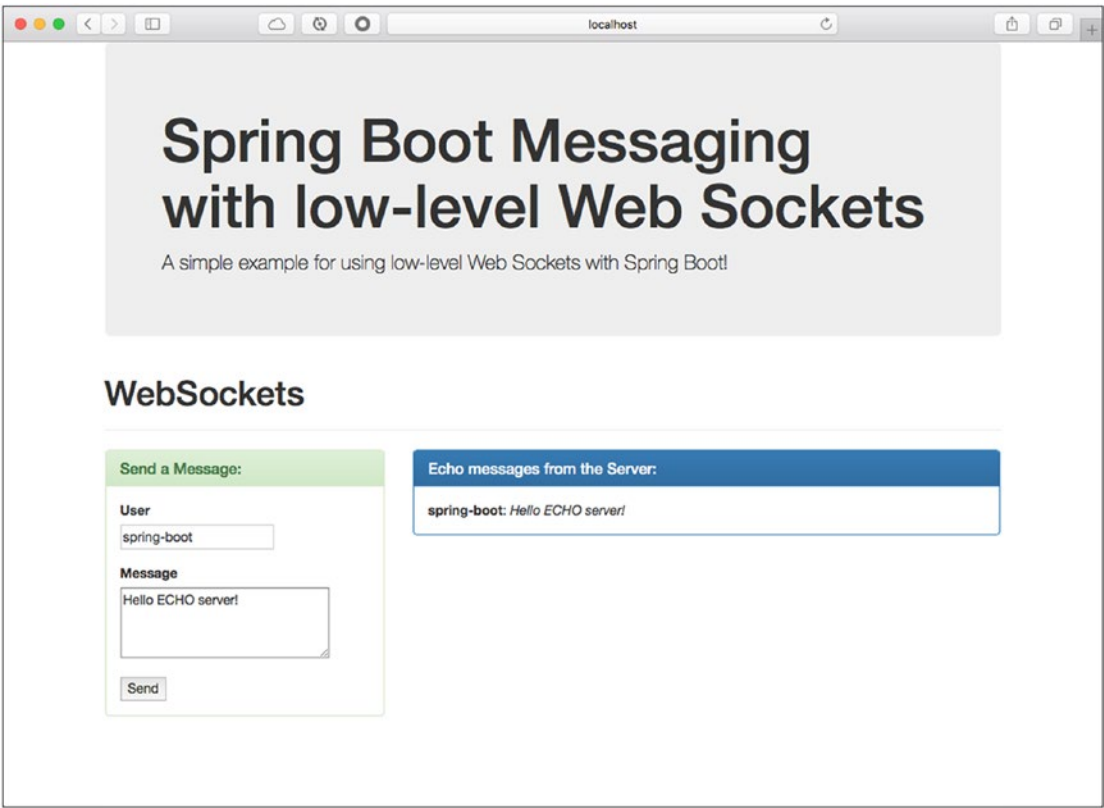 localhost
Spring Boot Messaging
with low-level Web Sockets
A simple example for using low-level Web Sockets with Spring Boot!
WebSockets
Send a Message:
User
spring-boot
Message
Hello ECHO server!
Send
Echo messages from the Server:
spring-boot: Hello ECHO server!